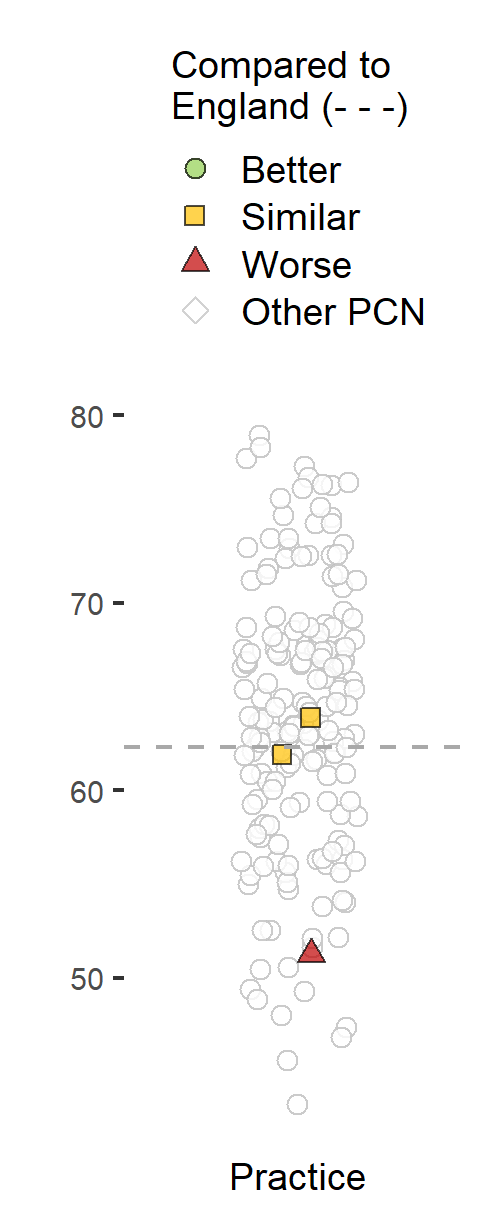 Compared to
England (- - -)
Better
Similar
Worse
Other PCN
80
70
60
50
Practice